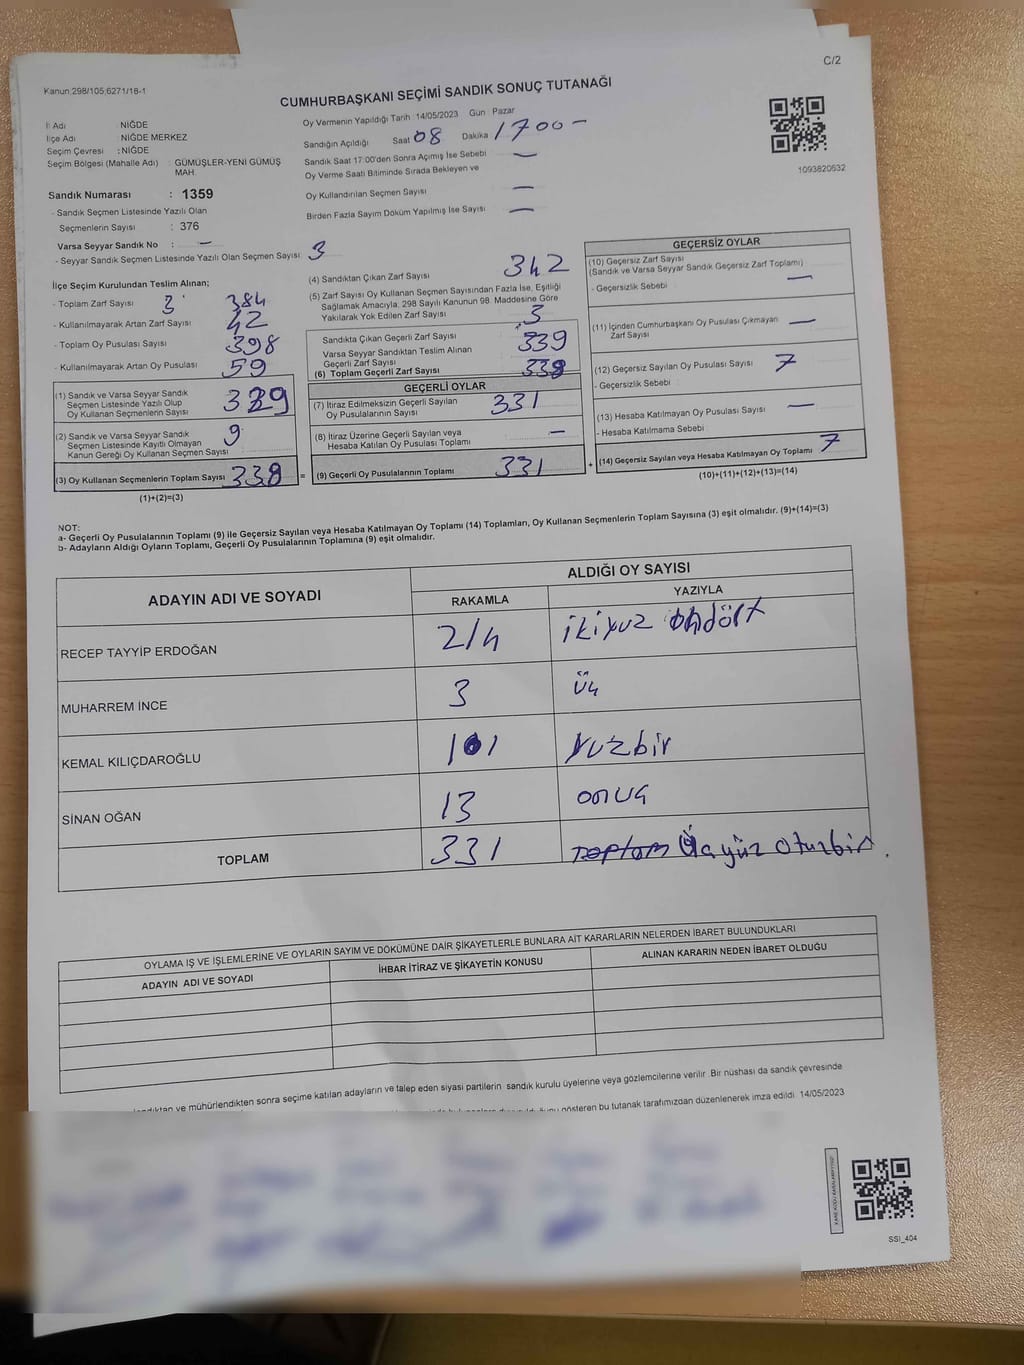 C/2
Kanun:298/105;6271/18-1
CUMHURBAŞKANI SEÇİMİ SANDIK SONUÇ TUTANAĞI
İl Adı : NİĞDE
İlçe Adı : NİĞDE MERKEZ
Seçim Çevresi : NİĞDE
Seçim Bölgesi (Mahalle Adı) : GÜMÜŞLER-YENİ GÜMÜŞ MAH.
Sandık Numarası : 1359
- Sandık Seçmen Listesinde Yazılı Olan
Seçmenlerin Sayısı : 376
Varsa Seyyar Sandık No : —
- Seyyar Sandık Seçmen Listesinde Yazılı Olan Seçmen Sayısı: 3
Oy Vermenin Yapıldığı Tarih :14/05/2023 Gün Pazar
Sandığın Açıldığı Saat 08 Dakika 1700 -
Sandık Saat 17:00'den Sonra Açımış İse Sebebi —
Oy Verme Saati Bitiminde Sırada Bekleyen ve
Oy Kullandırılan Seçmen Sayısı —
Birden Fazla Sayım Döküm Yapılmış İse Sayısı —
1093820532
İlçe Seçim Kurulundan Teslim Alınan;
- Toplam Zarf Sayısı 3 384
- Kullanılmayarak Artan Zarf Sayısı 42
- Toplam Oy Pusulası Sayısı 398
- Kullanılmayarak Artan Oy Pusulası 59
(1) Sandık ve Varsa Seyyar Sandık
Seçmen Listesinde Yazılı Olup
Oy Kullanan Seçmenlerin Sayısı 329
(2) Sandık ve Varsa Seyyar Sandık
Seçmen Listesinde Kayıtlı Olmayan
Kanun Gereği Oy Kullanan Seçmen Sayısı 9
(3) Oy Kullanan Seçmenlerin Toplam Sayısı 338
(1)+(2)=(3)
(4) Sandıktan Çıkan Zarf Sayısı 342
(5) Zarf Sayısı Oy Kullanan Seçmen Sayısından Fazla İse, Eşitliği
Sağlamak Amacıyla, 298 Sayılı Kanunun 98. Maddesine Göre
Yakılarak Yok Edilen Zarf Sayısı 3
Sandıkta Çıkan Geçerli Zarf Sayısı 339
Varsa Seyyar Sandıktan Teslim Alınan
Geçerli Zarf Sayısı
(6) Toplam Geçerli Zarf Sayısı 338
GEÇERLİ OYLAR
(7) İtiraz Edilmeksizin Geçerli Sayılan
Oy Pusulalarının Sayısı 331
(8) İtiraz Üzerine Geçerli Sayılan veya
Hesaba Katılan Oy Pusulası Toplamı —
= (9) Geçerli Oy Pusulalarının Toplamı 331 +
GEÇERSİZ OYLAR
(10) Geçersiz Zarf Sayısı
(Sandık ve Varsa Seyyar Sandık Geçersiz Zarf Toplamı)
- Geçersizlik Sebebi : —
(11) İçinden Cumhurbaşkanı Oy Pusulası Çıkmayan
Zarf Sayısı —
(12) Geçersiz Sayılan Oy Pusulası Sayısı 7
- Geçersizlik Sebebi :
(13) Hesaba Katılmayan Oy Pusulası Sayısı —
- Hesaba Katılmama Sebebi :
(14) Geçersiz Sayılan veya Hesaba Katılmayan Oy Toplamı 7
(10)+(11)+(12)+(13)=(14)
NOT:
a- Geçerli Oy Pusulalarının Toplamı (9) ile Geçersiz Sayılan veya Hesaba Katılmayan Oy Toplamı (14) Toplamları, Oy Kullanan Seçmenlerin Toplam Sayısına (3) eşit olmalıdır. (9)+(14)=(3)
b- Adayların Aldığı Oyların Toplamı, Geçerli Oy Pusulalarının Toplamına (9) eşit olmalıdır.
ADAYIN ADI VE SOYADI ALDIĞI OY SAYISI
RAKAMLA YAZIYLA
RECEP TAYYİP ERDOĞAN 214 ikiyuz ondört
MUHARREM İNCE 3 üç
KEMAL KILIÇDAROĞLU 101 yuzbir
SİNAN OĞAN 13 onuç
TOPLAM 331 toplam üçyüz otuzbir.
OYLAMA İŞ VE İŞLEMLERİNE VE OYLARIN SAYIM VE DÖKÜMÜNE DAİR ŞİKAYETLERLE BUNLARA AİT KARARLARIN NELERDEN İBARET BULUNDUKLARI
ADAYIN ADI VE SOYADI İHBAR İTİRAZ VE ŞİKAYETİN KONUSU ALINAN KARARIN NEDEN İBARET OLDUĞU
ve mühürlendikten sonra seçime katılan adayların ve talep eden siyasi partilerin sandık kurulu üyelerine veya gözlemcilerine verilir. Bir nüshası da sandık çevresinde
gösteren bu tutanak tarafımızdan düzenlenerek imza edildi. 14/05/2023
SSI_404